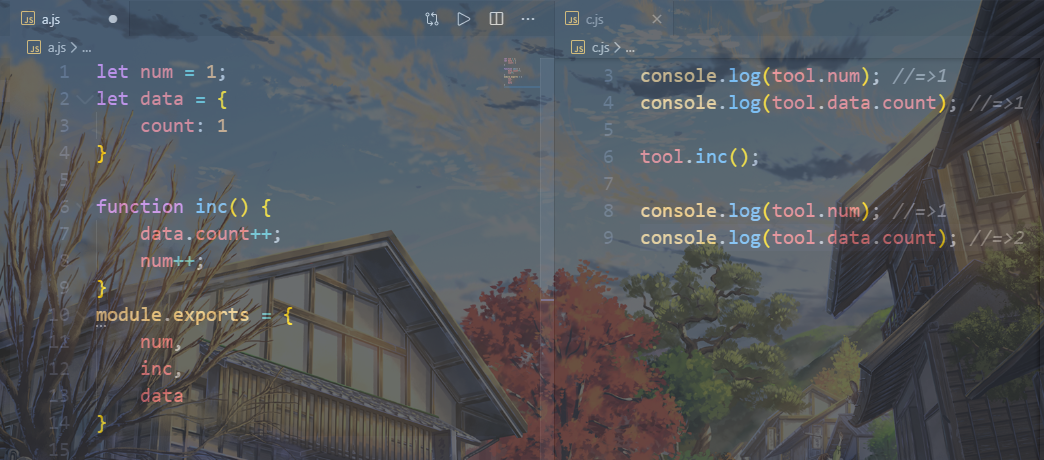 JS a.js
JS a.js > ...
1 let num = 1;
2 let data = {
3 count: 1
4 }
5
6 function inc() {
7 data.count++;
8 num++;
9 }
10 module.exports = {
11 num,
12 inc,
13 data
14 }
15
JS c.js
JS c.js > ...
3 console.log(tool.num); //=>1
4 console.log(tool.data.count); //=>1
5
6 tool.inc();
7
8 console.log(tool.num); //=>1
9 console.log(tool.data.count); //=>2